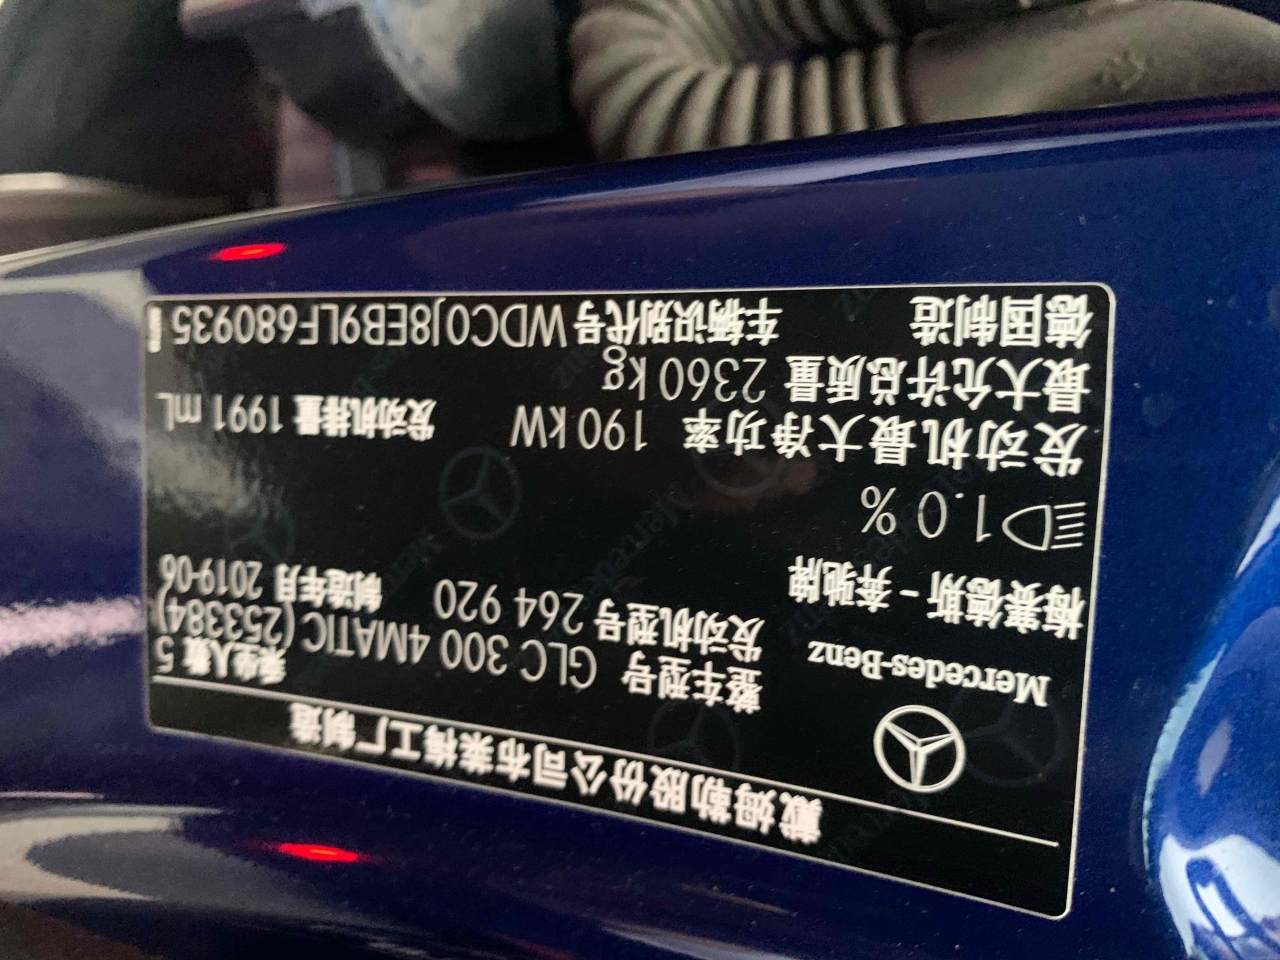 戴姆勒股份公司布莱梅工厂制造
Mercedes-Benz
梅赛德斯 - 奔驰牌
整车型号 GLC 300 4MATIC (253384) 乘坐人数 5
发动机型号 264 920 制造年月 2019-06
1.0 %
发动机最大净功率 190 kW 发动机排量 1991 mL
最大允许总质量 2360 kg
德国制造 车辆识别代号 WDC0J8EB9LF680935